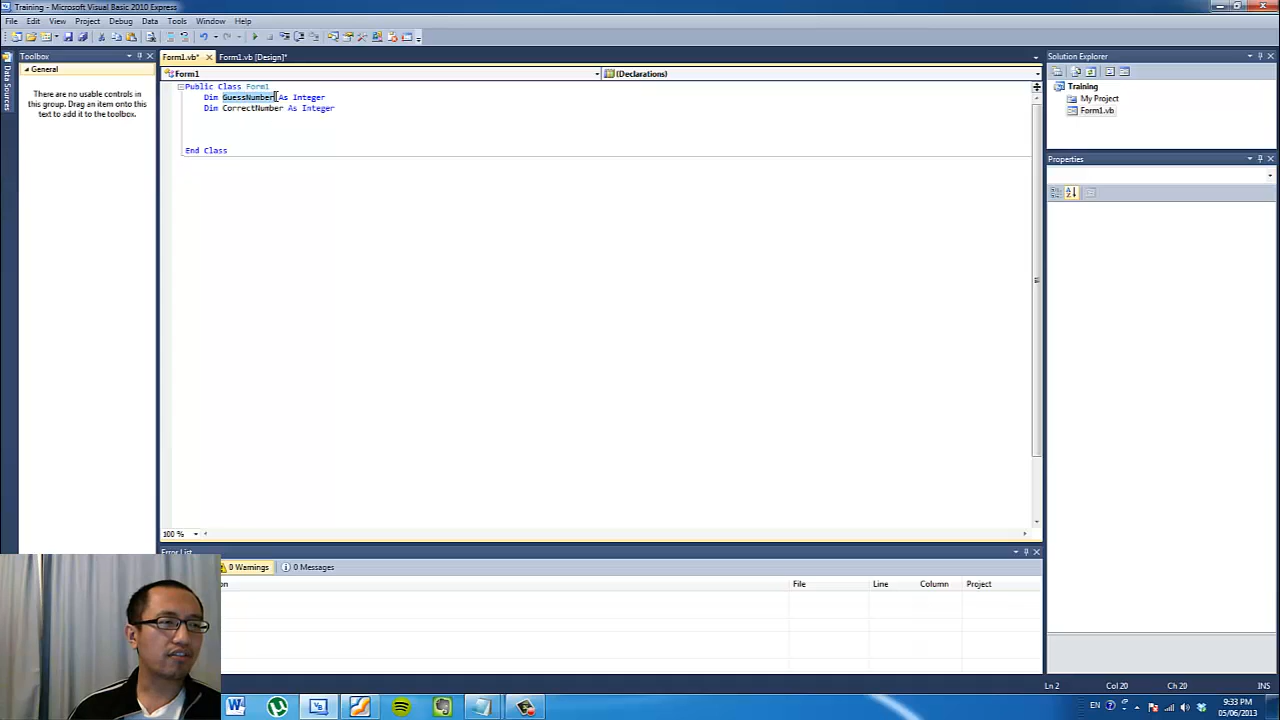 Training - Microsoft Visual Basic 2010 Express
File Edit View Project Debug Data Tools Window Help
Toolbox
General
There are no usable controls in
this group. Drag an item onto this
text to add it to the toolbox.
Data Sources
Form1.vb*
Form1.vb [Design]*
Form1
(Declarations)
Public Class Form1
Dim GuessNumber As Integer
Dim CorrectNumber As Integer
End Class
100 %
Solution Explorer
Training
My Project
Form1.vb
Properties
Error List
0 Warnings
0 Messages
File Line Column Project
Ln 2 Col 20 Ch 20 INS
EN
9:33 PM
05/06/2013